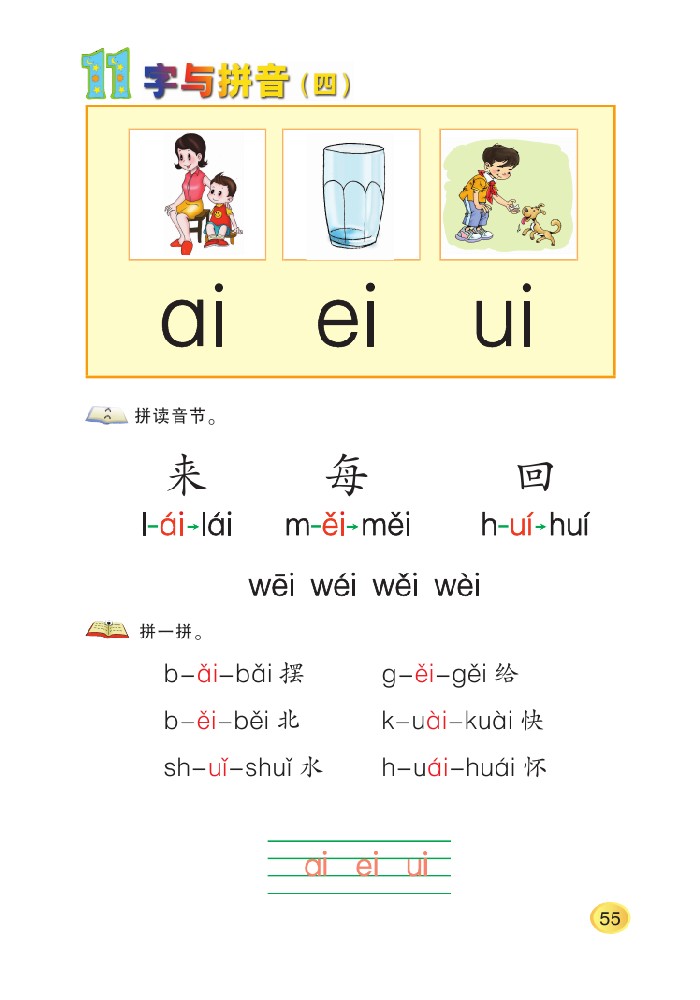 11 字与拼音（四）
ɑi ei ui
拼读音节。
来 每 回
l-ái→lái m-ěi→měi h-uí→huí
wēi wéi wěi wèi
拼一拼。
b–ǎi–bǎi 摆 g–ěi–gěi 给
b–ěi–běi 北 k–uài–kuài 快
sh–uǐ–shuǐ 水 h–uái–huái 怀
ɑi ei ui
55